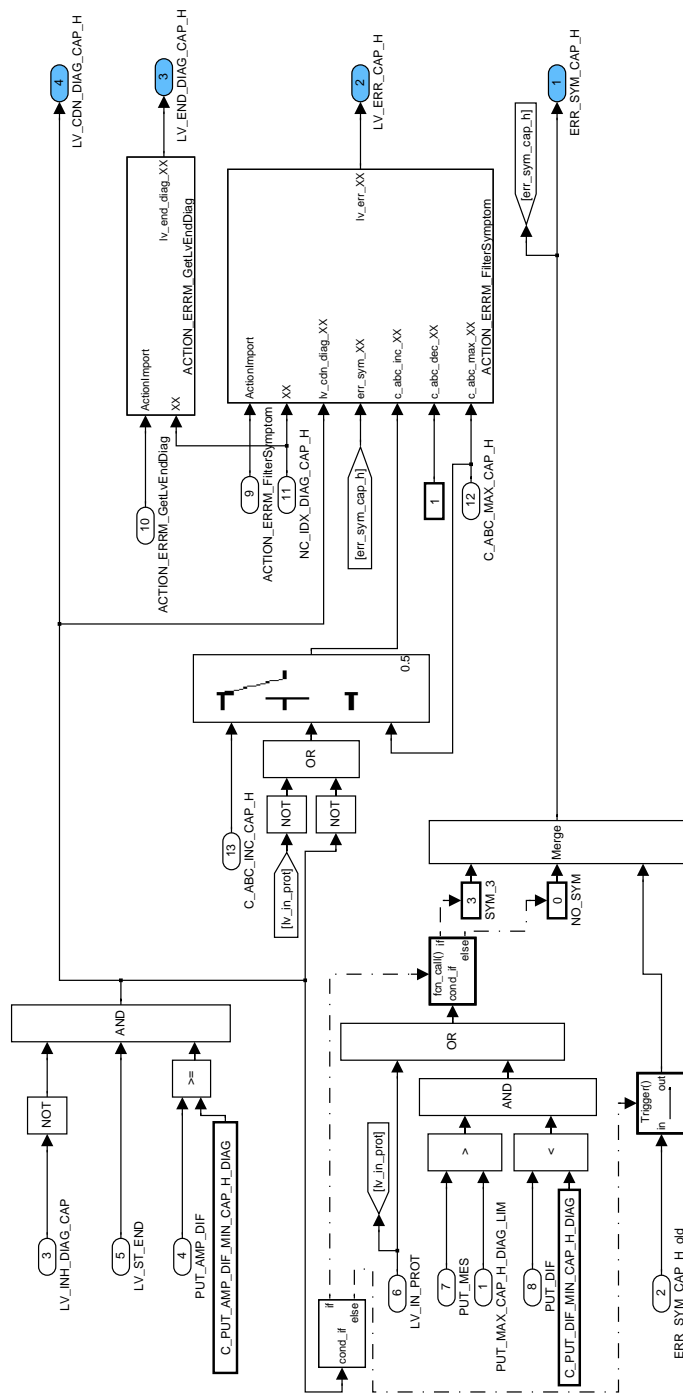 3
LV_INH_DIAG_CAP
NOT
5
LV_ST_END
4
PUT_AMP_DIF
C_PUT_AMP_DIF_MIN_CAP_H_DIAG
>=
AND
4
LV_CDN_DIAG_CAP_H
10
ACTION_ERRM_GetLvEndDiag
ActionImport
XX
lv_end_diag_XX
ACTION_ERRM_GetLvEndDiag
3
LV_END_DIAG_CAP_H
13
C_ABC_INC_CAP_H
[lv_in_prot]
NOT
NOT
OR
0.5
9
ACTION_ERRM_FilterSymptom
11
NC_IDX_DIAG_CAP_H
[err_sym_cap_h]
1
12
C_ABC_MAX_CAP_H
ActionImport
XX
lv_cdn_diag_XX
err_sym_XX
c_abc_inc_XX
c_abc_dec_XX
c_abc_max_XX
lv_err_XX
ACTION_ERRM_FilterSymptom
2
LV_ERR_CAP_H
cond_if
if
else
6
LV_IN_PROT
[lv_in_prot]
7
PUT_MES
1
PUT_MAX_CAP_H_DIAG_LIM
>
8
PUT_DIF
C_PUT_DIF_MIN_CAP_H_DIAG
<
AND
OR
fcn_call()
cond_if
if
else
3
SYM_3
0
NO_SYM
Merge
2
ERR_SYM_CAP_H_old
Trigger()
in
out
[err_sym_cap_h]
1
ERR_SYM_CAP_H